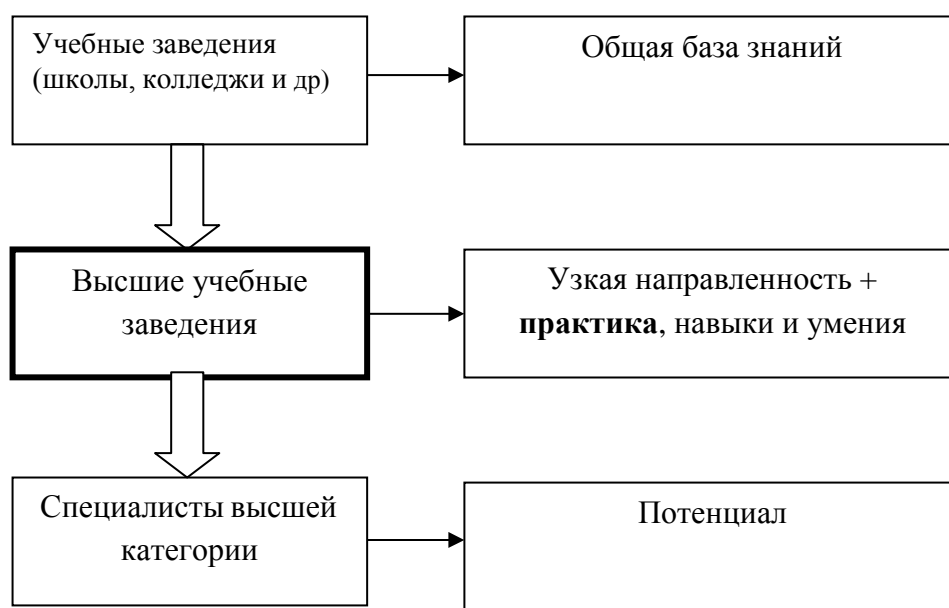 Учебные заведения
(школы, колледжи и др)
Общая база знаний
Высшие учебные
заведения
Узкая направленность +
практика, навыки и умения
Специалисты высшей
категории
Потенциал